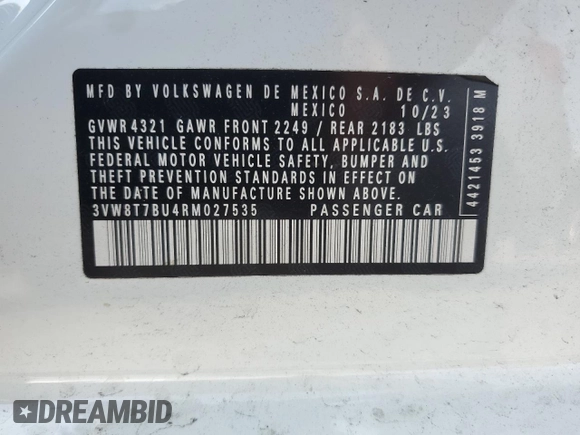 MFD BY VOLKSWAGEN DE MEXICO S.A. DE C.V.
MEXICO 10/23
GVWR 4321 GAWR FRONT 2249 / REAR 2183 LBS
THIS VEHICLE CONFORMS TO ALL APPLICABLE U.S.
FEDERAL MOTOR VEHICLE SAFETY, BUMPER AND
THEFT PREVENTION STANDARDS IN EFFECT ON
THE DATE OF MANUFACTURE SHOWN ABOVE.
3VW8T7BU4RM027535 PASSENGER CAR
4421453 3918 M
DREAMBID